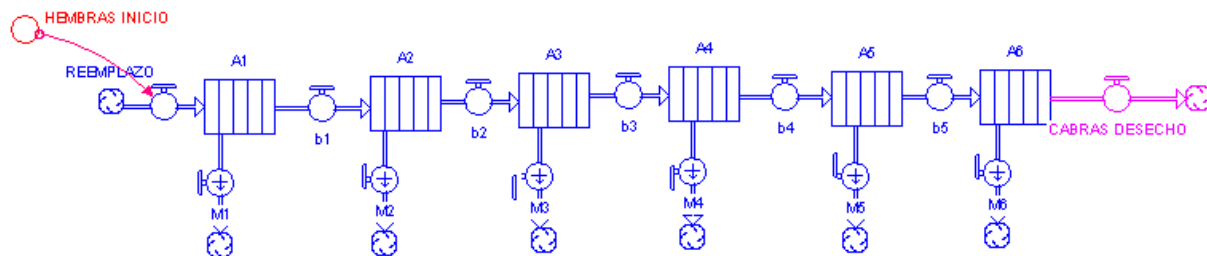 HEMBRAS INICIO
REEMPLAZO
A1
A2
A3
A4
A5
A6
b1
b2
b3
b4
b5
CABRAS DESECHO
M1
M2
M3
M4
M5
M6